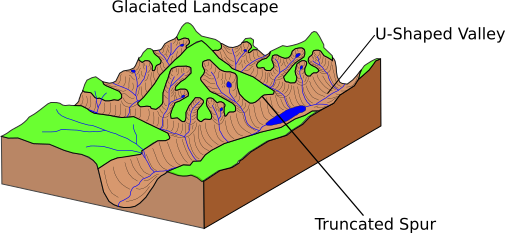 Glaciated Landscape
U-Shaped Valley
Truncated Spur